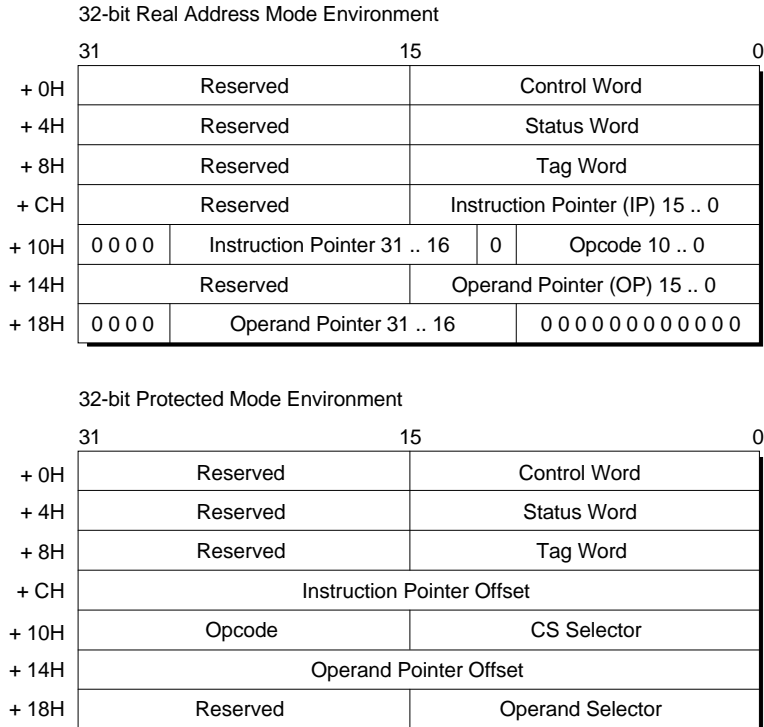 32-bit Real Address Mode Environment
31 15 0
+ 0H Reserved Control Word
+ 4H Reserved Status Word
+ 8H Reserved Tag Word
+ CH Reserved Instruction Pointer (IP) 15 .. 0
+ 10H 0 0 0 0 Instruction Pointer 31 .. 16 0 Opcode 10 .. 0
+ 14H Reserved Operand Pointer (OP) 15 .. 0
+ 18H 0 0 0 0 Operand Pointer 31 .. 16 0 0 0 0 0 0 0 0 0 0 0 0
32-bit Protected Mode Environment
31 15 0
+ 0H Reserved Control Word
+ 4H Reserved Status Word
+ 8H Reserved Tag Word
+ CH Instruction Pointer Offset
+ 10H Opcode CS Selector
+ 14H Operand Pointer Offset
+ 18H Reserved Operand Selector